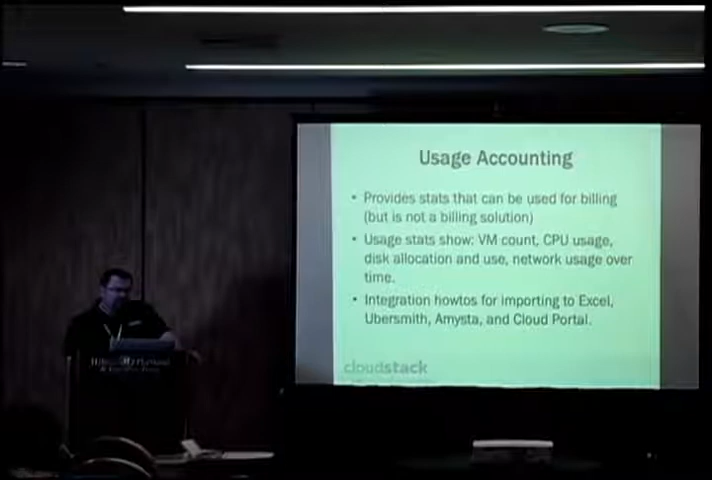 Usage Accounting
• Provides stats that can be used for billing
(but is not a billing solution)
• Usage stats show: VM count, CPU usage,
disk allocation and use, network usage over
time.
• Integration howtos for importing to Excel,
Ubersmith, Amysta, and Cloud Portal.
cloudstack